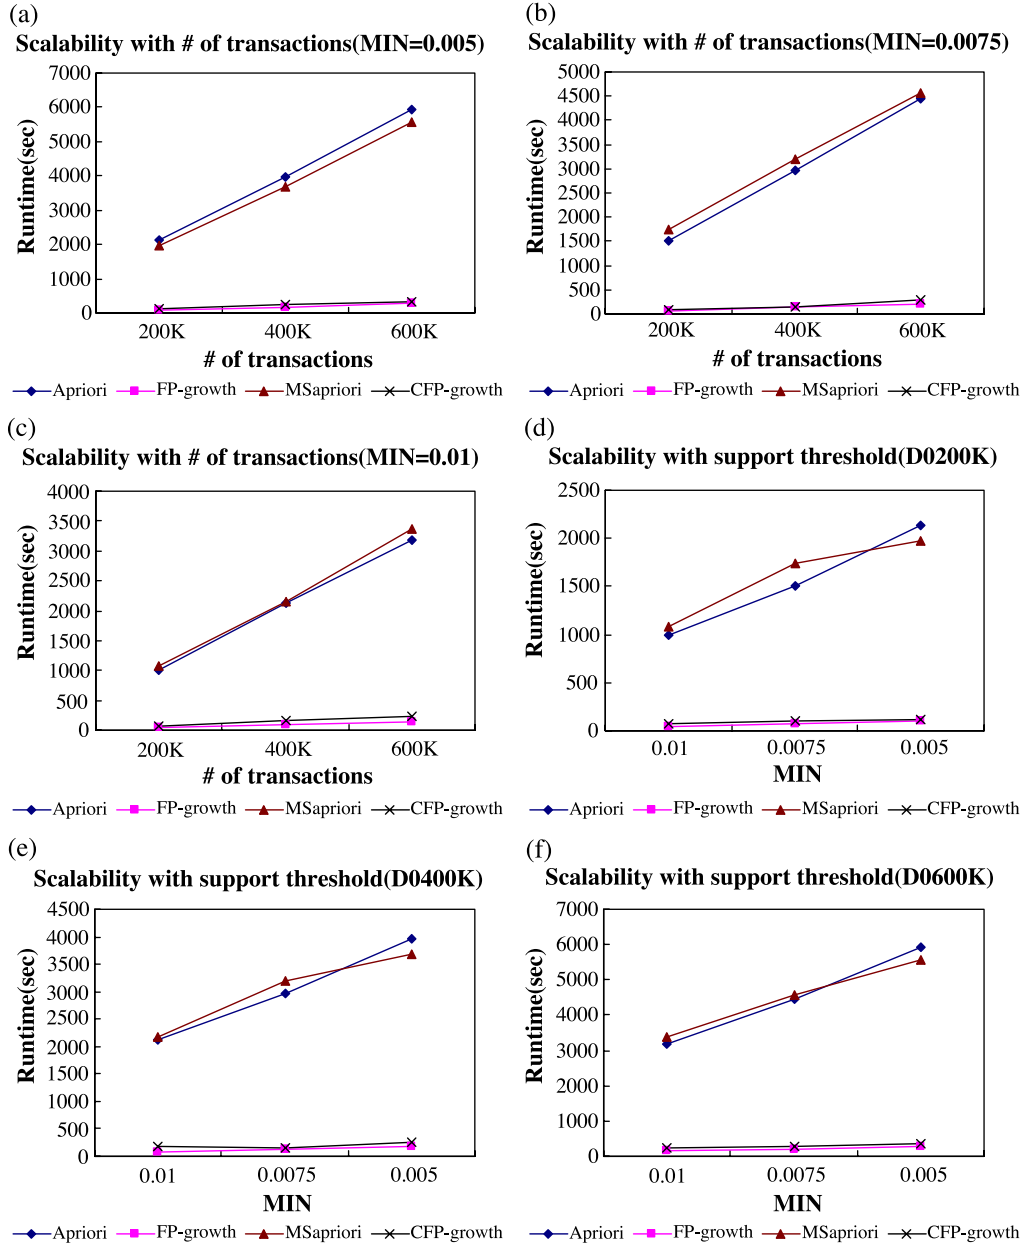 (a)
Scalability with # of transactions(MIN=0.005)
7000
6000
5000
4000
3000
2000
1000
0
Runtime(sec)
200K 400K 600K
# of transactions
Apriori FP-growth MSapriori CFP-growth
(b)
Scalability with # of transactions(MIN=0.0075)
5000
4500
4000
3500
3000
2500
2000
1500
1000
500
0
Runtime(sec)
200K 400K 600K
# of transactions
Apriori FP-growth MSapriori CFP-growth
(c)
Scalability with # of transactions(MIN=0.01)
4000
3500
3000
2500
2000
1500
1000
500
0
Runtime(sec)
200K 400K 600K
# of transactions
Apriori FP-growth MSapriori CFP-growth
(d)
Scalability with support threshold(D0200K)
2500
2000
1500
1000
500
0
Runtime(sec)
0.01 0.0075 0.005
MIN
Apriori FP-growth MSapriori CFP-growth
(e)
Scalability with support threshold(D0400K)
4500
4000
3500
3000
2500
2000
1500
1000
500
0
Runtime(sec)
0.01 0.0075 0.005
MIN
Apriori FP-growth MSapriori CFP-growth
(f)
Scalability with support threshold(D0600K)
7000
6000
5000
4000
3000
2000
1000
0
Runtime(sec)
0.01 0.0075 0.005
MIN
Apriori FP-growth MSapriori CFP-growth